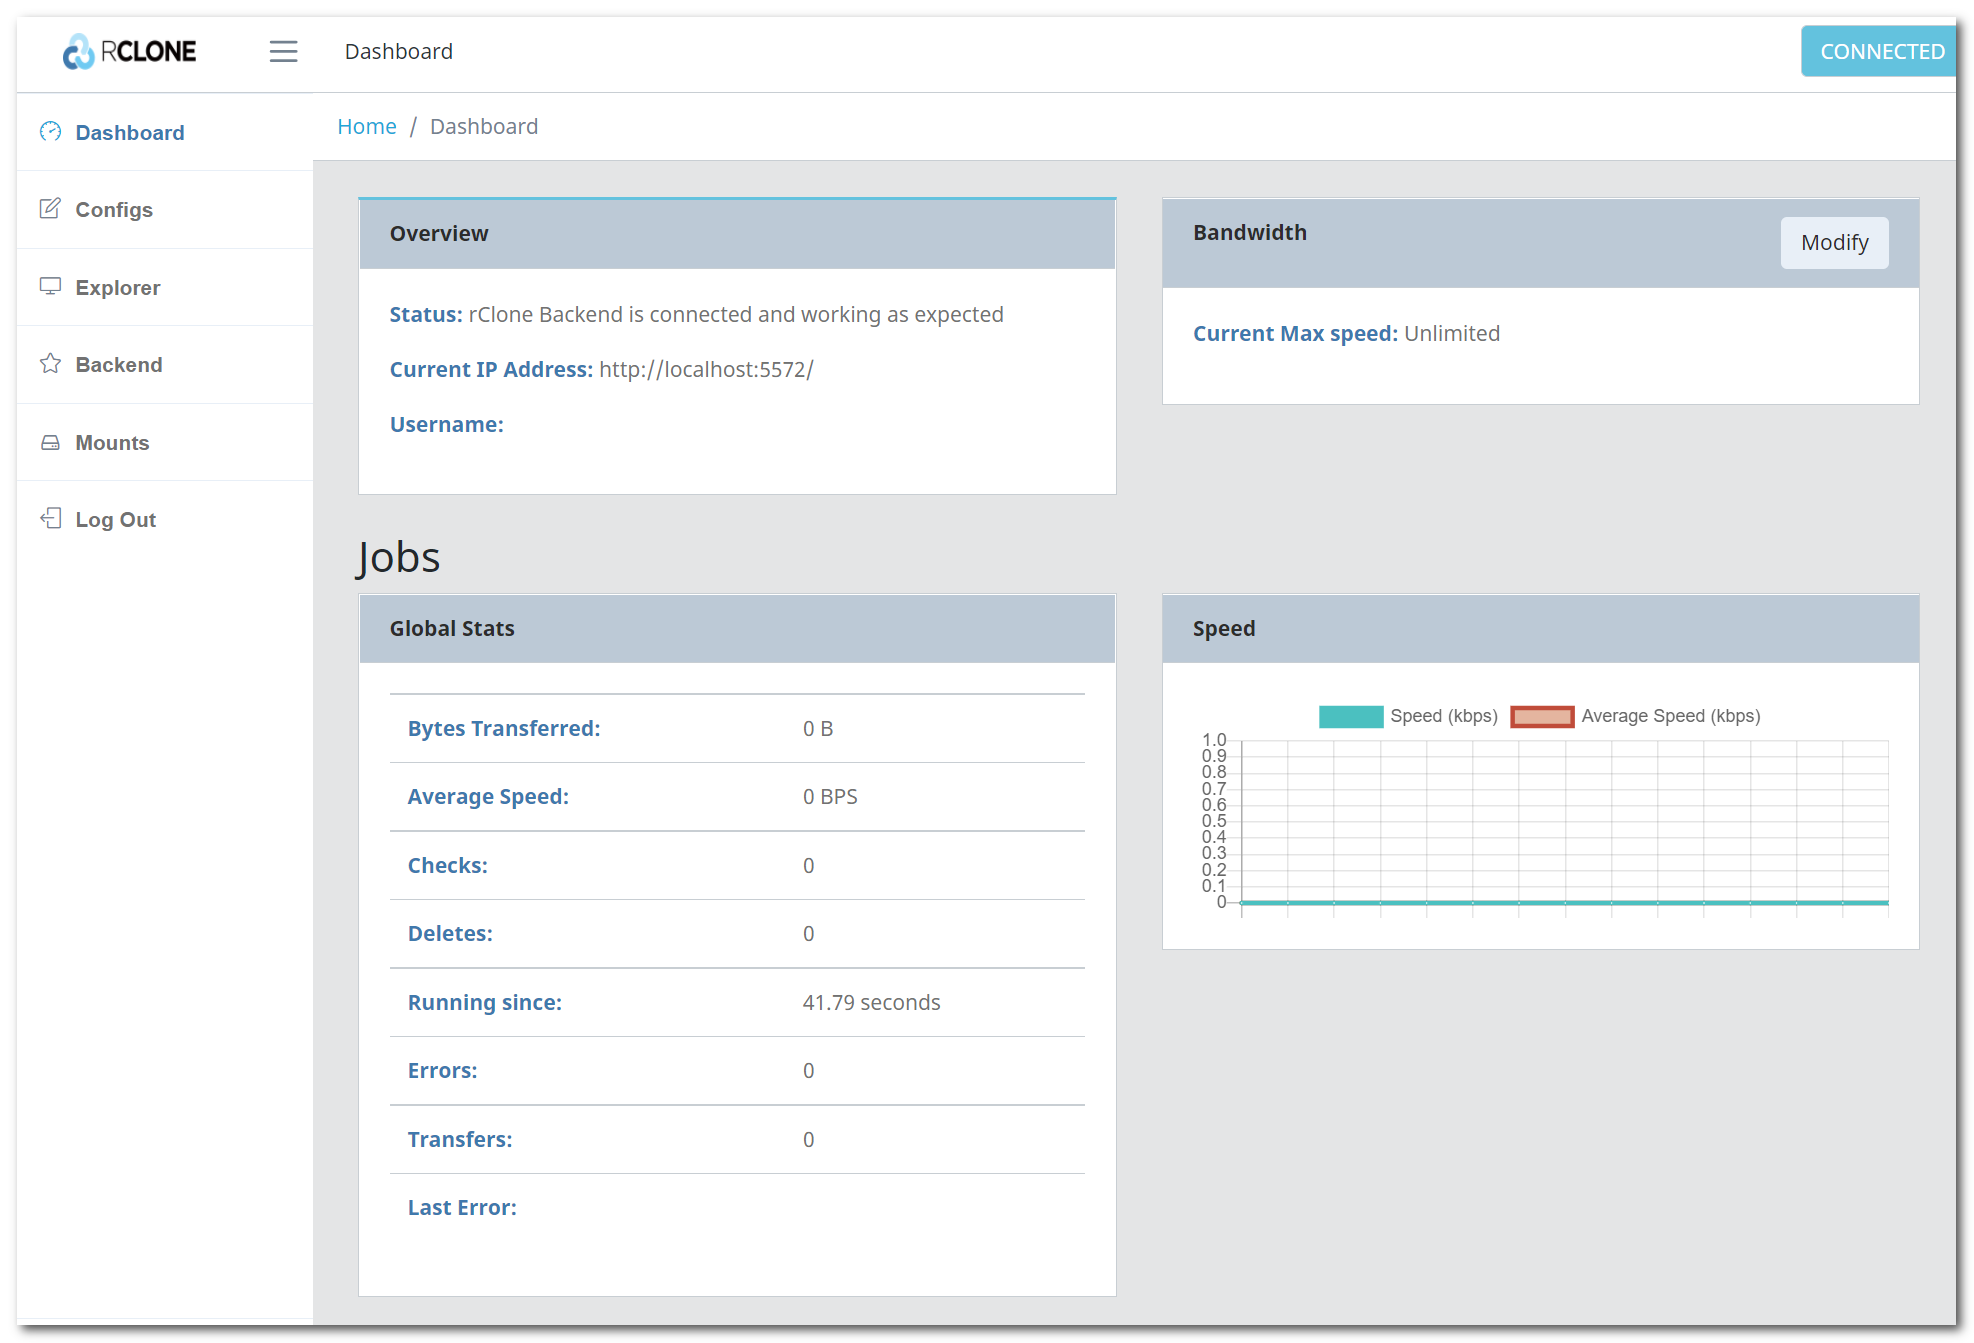 RCLONE
Dashboard
CONNECTED
Dashboard
Configs
Explorer
Backend
Mounts
Log Out
Home / Dashboard
Overview
Status: rClone Backend is connected and working as expected
Current IP Address: http://localhost:5572/
Username:
Bandwidth
Modify
Current Max speed: Unlimited
Jobs
Global Stats
Bytes Transferred: 0 B
Average Speed: 0 BPS
Checks: 0
Deletes: 0
Running since: 41.79 seconds
Errors: 0
Transfers: 0
Last Error:
Speed
Speed (kbps) Average Speed (kbps)
1.0
0.9
0.8
0.7
0.6
0.5
0.4
0.3
0.2
0.1
0